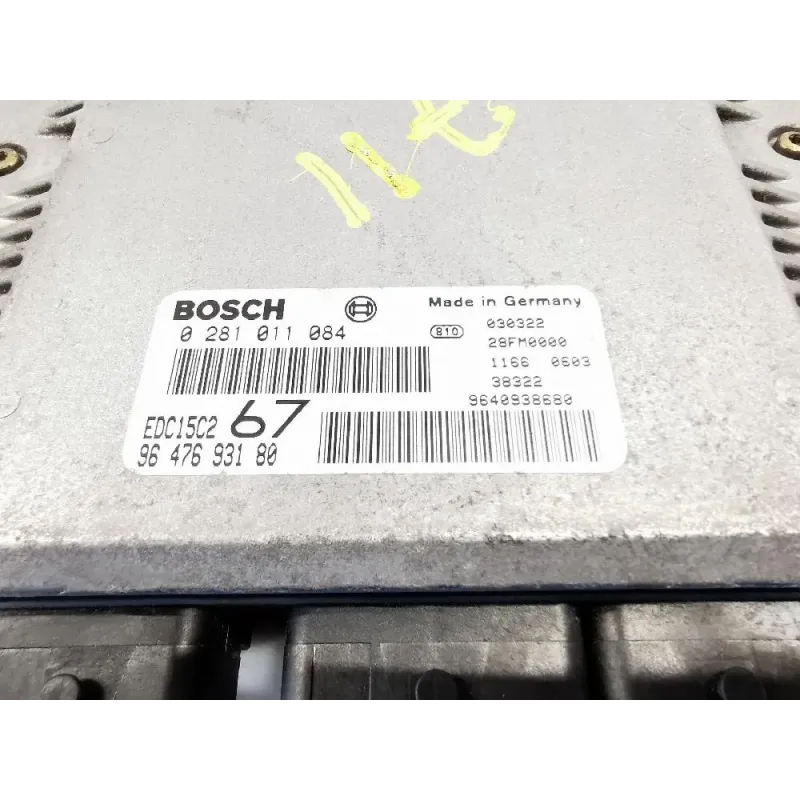 BOSCH
Made in Germany
0 281 011 084
B10
030322
28FM0000
1166 0603
38322
9640938680
EDC15C2 67
96 476 931 80